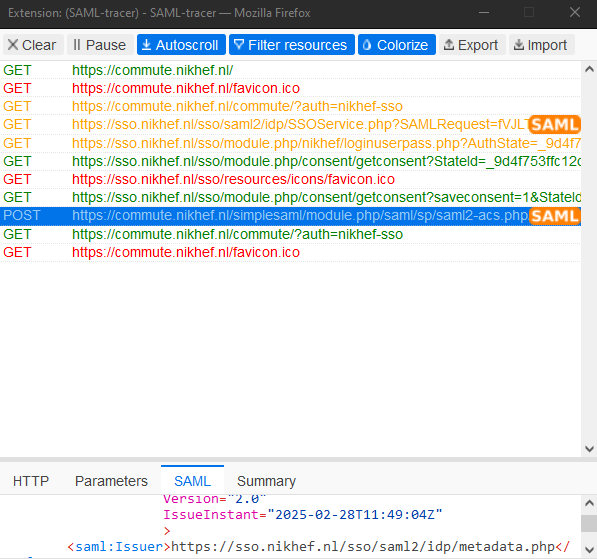 Extension: (SAML-tracer) - SAML-tracer — Mozilla Firefox
Clear Pause Autoscroll Filter resources Colorize Export Import
GET https://commute.nikhef.nl/
GET https://commute.nikhef.nl/favicon.ico
GET https://commute.nikhef.nl/commute/?auth=nikhef-sso
GET https://sso.nikhef.nl/sso/saml2/idp/SSOService.php?SAMLRequest=fVJLT SAML
GET https://sso.nikhef.nl/sso/module.php/nikhef/loginuserpass.php?AuthState=_9d4f7
GET https://sso.nikhef.nl/sso/module.php/consent/getconsent?StateId=_9d4f753ffc12c
GET https://sso.nikhef.nl/sso/resources/icons/favicon.ico
GET https://sso.nikhef.nl/sso/module.php/consent/getconsent?saveconsent=1&StateId
POST https://commute.nikhef.nl/simplesaml/module.php/saml/sp/saml2-acs.php SAML
GET https://commute.nikhef.nl/commute/?auth=nikhef-sso
GET https://commute.nikhef.nl/favicon.ico
HTTP Parameters SAML Summary
Version="2.0"
IssueInstant="2025-02-28T11:49:04Z"
>
<saml:Issuer>https://sso.nikhef.nl/sso/saml2/idp/metadata.php</